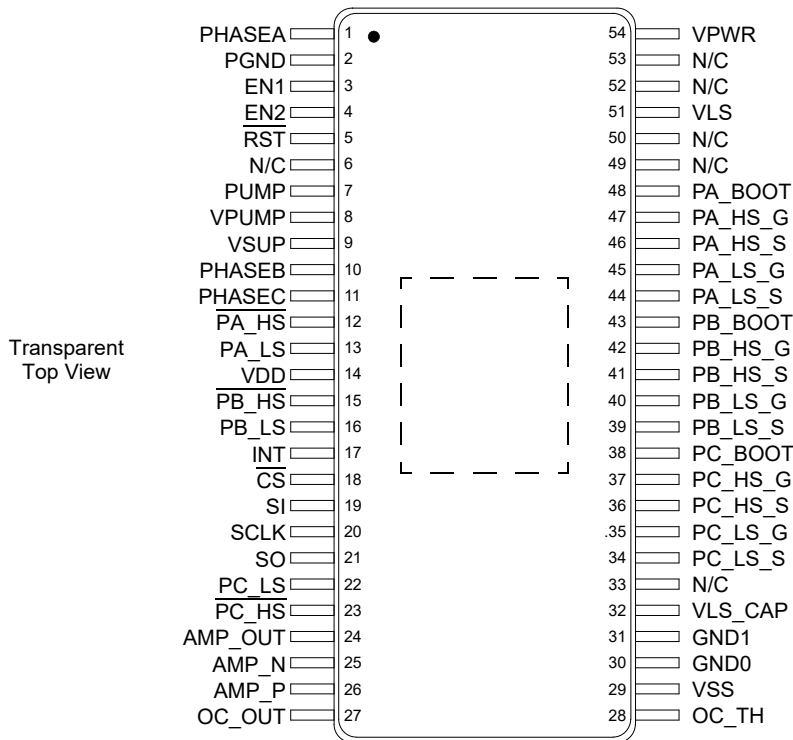 PHASEA 1
PGND 2
EN1 3
EN2 4
RST 5
N/C 6
PUMP 7
VPUMP 8
VSUP 9
PHASEB 10
PHASEC 11
PA_HS 12
PA_LS 13
VDD 14
PB_HS 15
PB_LS 16
INT 17
CS 18
SI 19
SCLK 20
SO 21
PC_LS 22
PC_HS 23
AMP_OUT 24
AMP_N 25
AMP_P 26
OC_OUT 27
Transparent
Top View
54 VPWR
53 N/C
52 N/C
51 VLS
50 N/C
49 N/C
48 PA_BOOT
47 PA_HS_G
46 PA_HS_S
45 PA_LS_G
44 PA_LS_S
43 PB_BOOT
42 PB_HS_G
41 PB_HS_S
40 PB_LS_G
39 PB_LS_S
38 PC_BOOT
37 PC_HS_G
36 PC_HS_S
.35 PC_LS_G
34 PC_LS_S
33 N/C
32 VLS_CAP
31 GND1
30 GND0
29 VSS
28 OC_TH